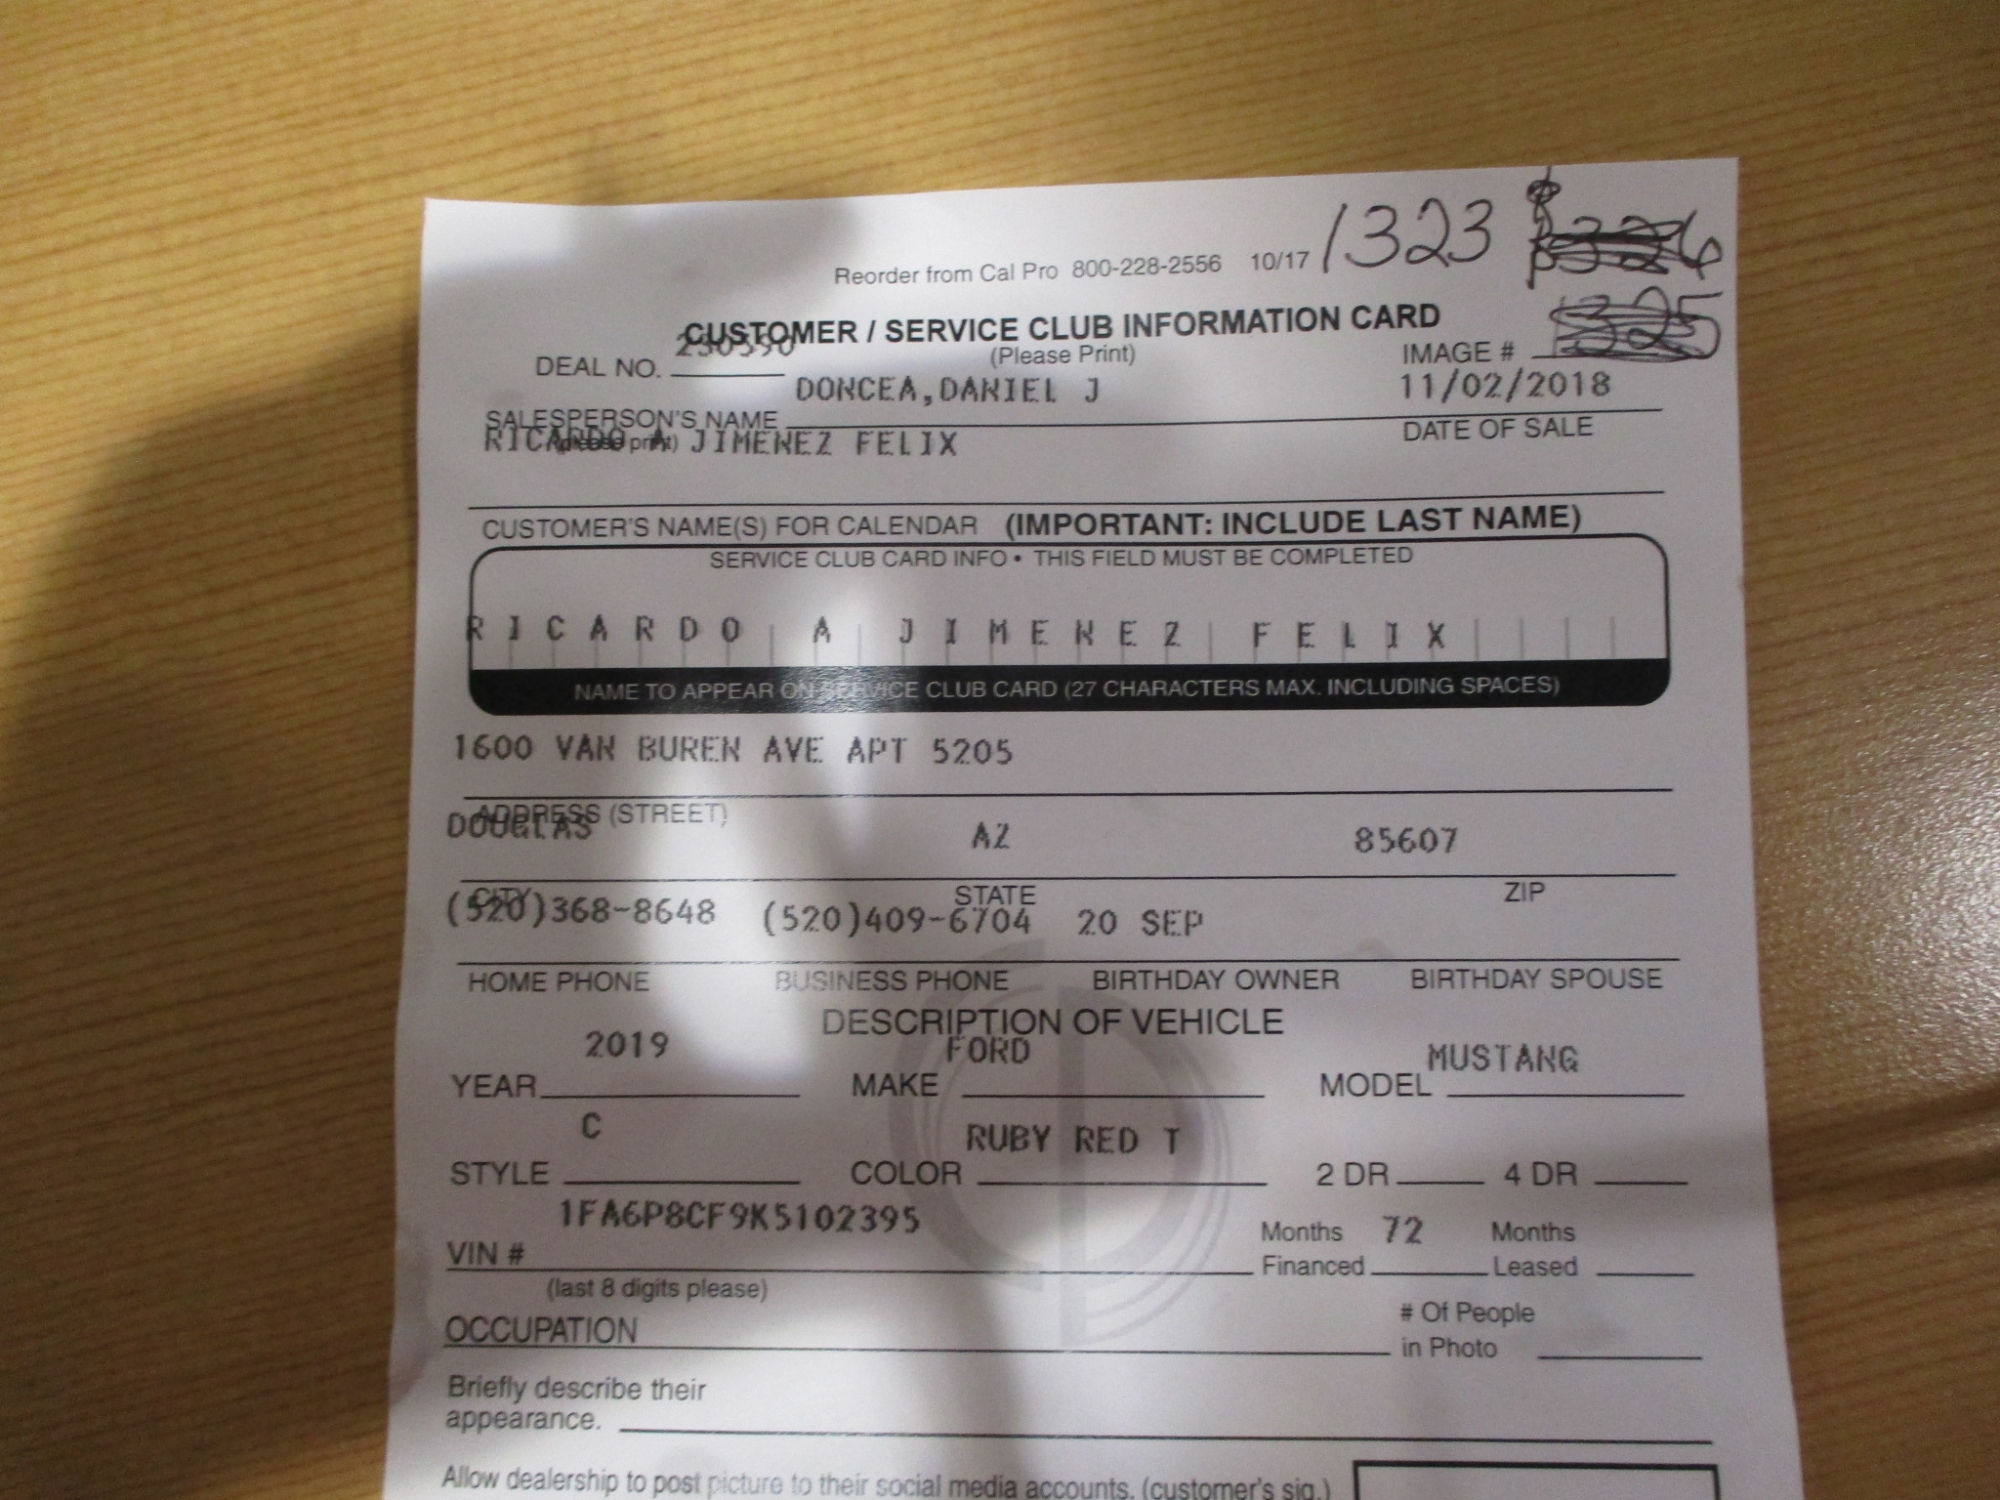 Reorder from Cal Pro 800-228-2556 10/17 1323
CUSTOMER / SERVICE CLUB INFORMATION CARD
(Please Print)
DEAL NO. IMAGE # 325
DONCEA,DANIEL J 11/02/2018
SALESPERSON'S NAME DATE OF SALE
(please print)
RICARDO A JIMENEZ FELIX
CUSTOMER'S NAME(S) FOR CALENDAR (IMPORTANT: INCLUDE LAST NAME)
SERVICE CLUB CARD INFO • THIS FIELD MUST BE COMPLETED
RICARDO A JIMENEZ FELIX
NAME TO APPEAR ON SERVICE CLUB CARD (27 CHARACTERS MAX. INCLUDING SPACES)
1600 VAN BUREN AVE APT 5205
ADDRESS (STREET)
DOUGLAS AZ 85607
CITY STATE ZIP
(520)368-8648 (520)409-6704 20 SEP
HOME PHONE BUSINESS PHONE BIRTHDAY OWNER BIRTHDAY SPOUSE
DESCRIPTION OF VEHICLE
2019 FORD MUSTANG
YEAR MAKE MODEL
C RUBY RED T
STYLE COLOR 2 DR 4 DR
1FA6P8CF9K5102395
VIN # Months Financed 72 Months Leased
(last 8 digits please)
OCCUPATION # Of People in Photo
Briefly describe their
appearance.
Allow dealership to post picture to their social media accounts. (customer's sig.)